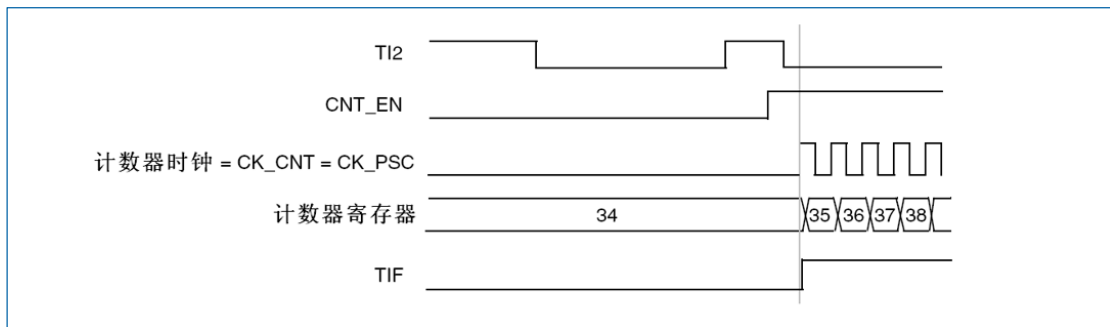 TI2
CNT_EN
计数器时钟 = CK_CNT = CK_PSC
计数器寄存器 34 35 36 37 38
TIF